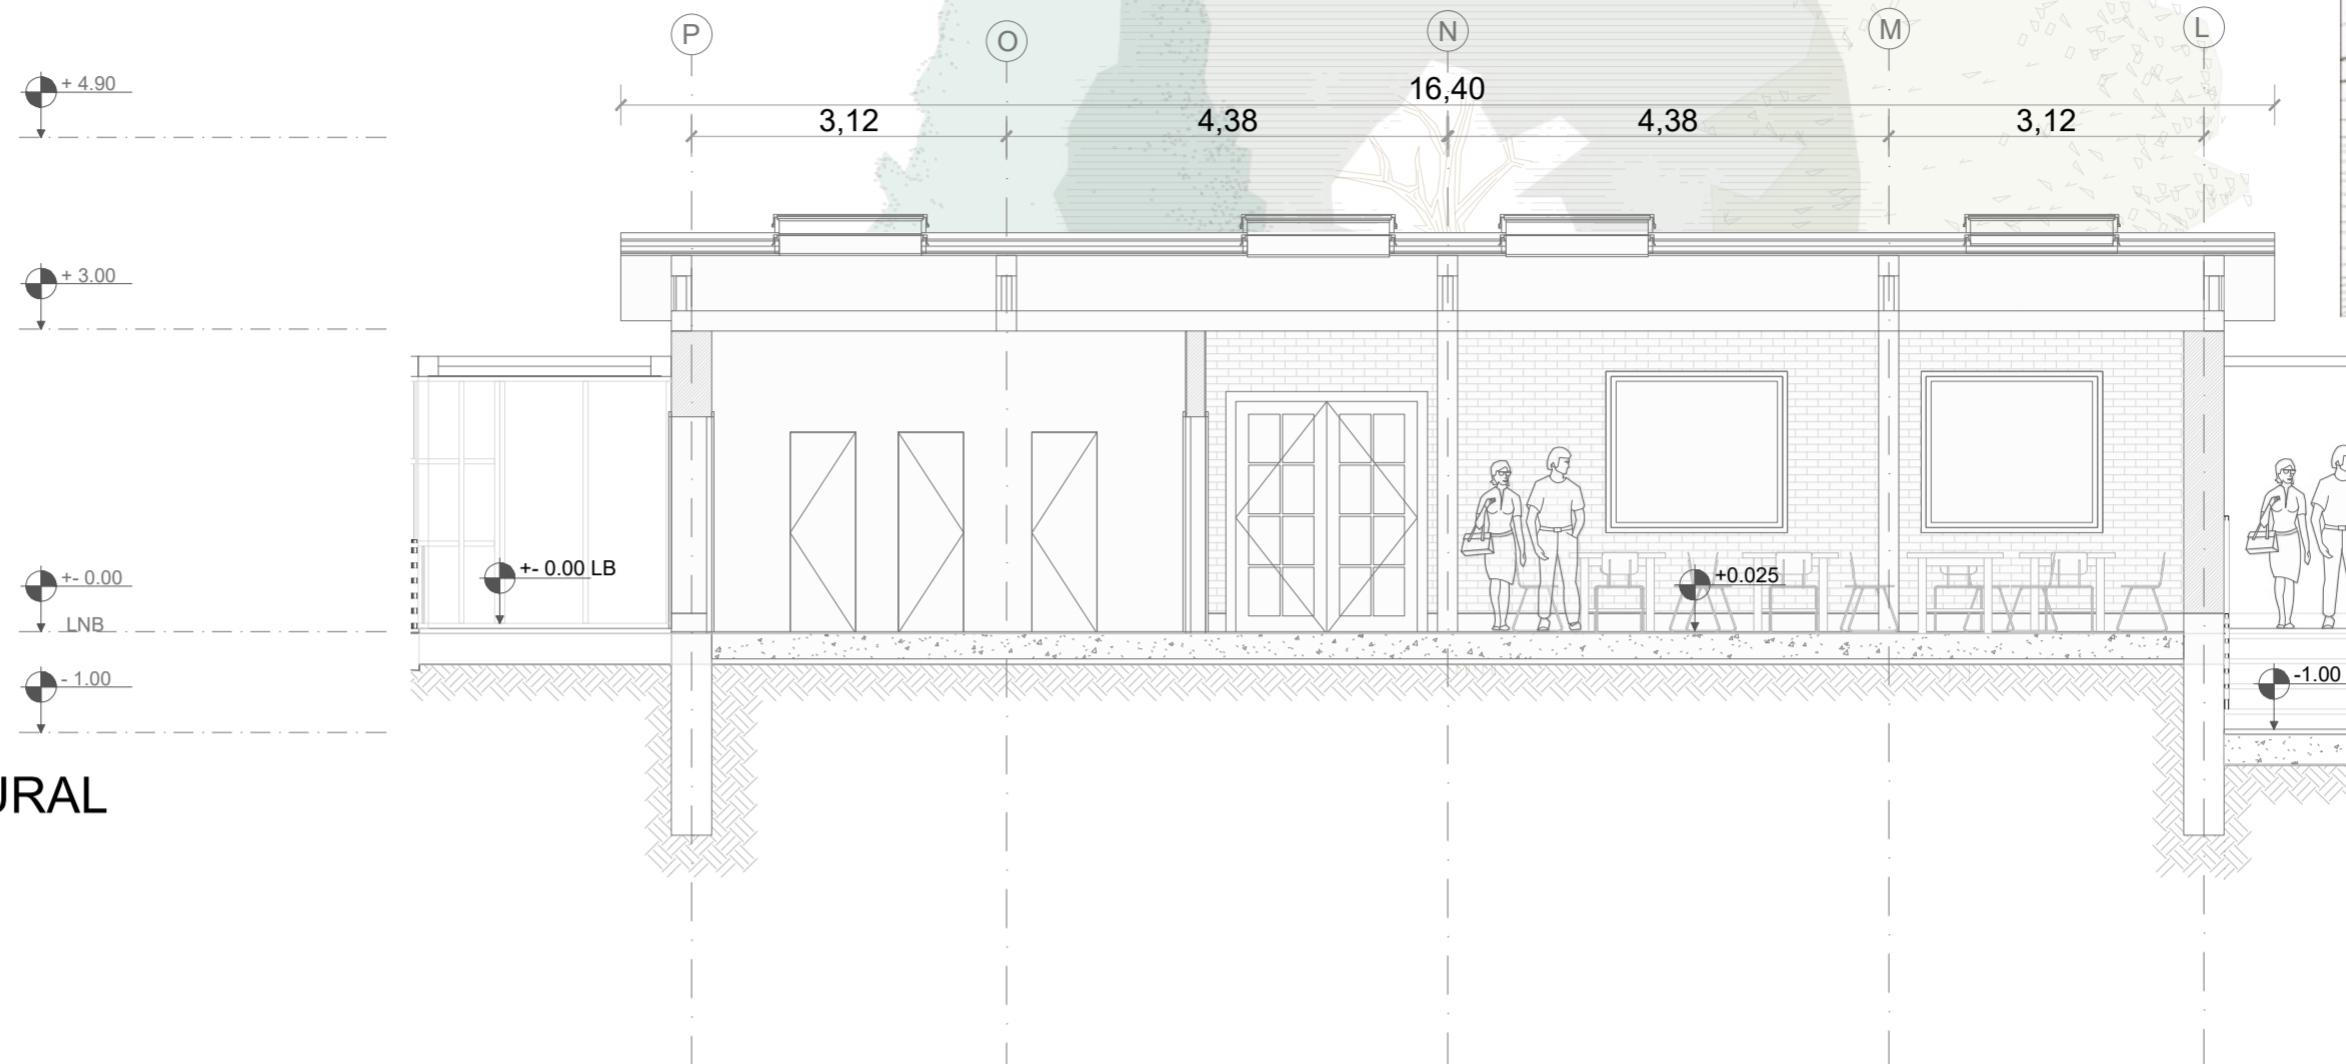 P
O
N
M
L
+ 4.90
16,40
3,12
4,38
4,38
3,12
+ 3.00
+- 0.00
LNB
+- 0.00 LB
+0.025
- 1.00
-1.00
URAL